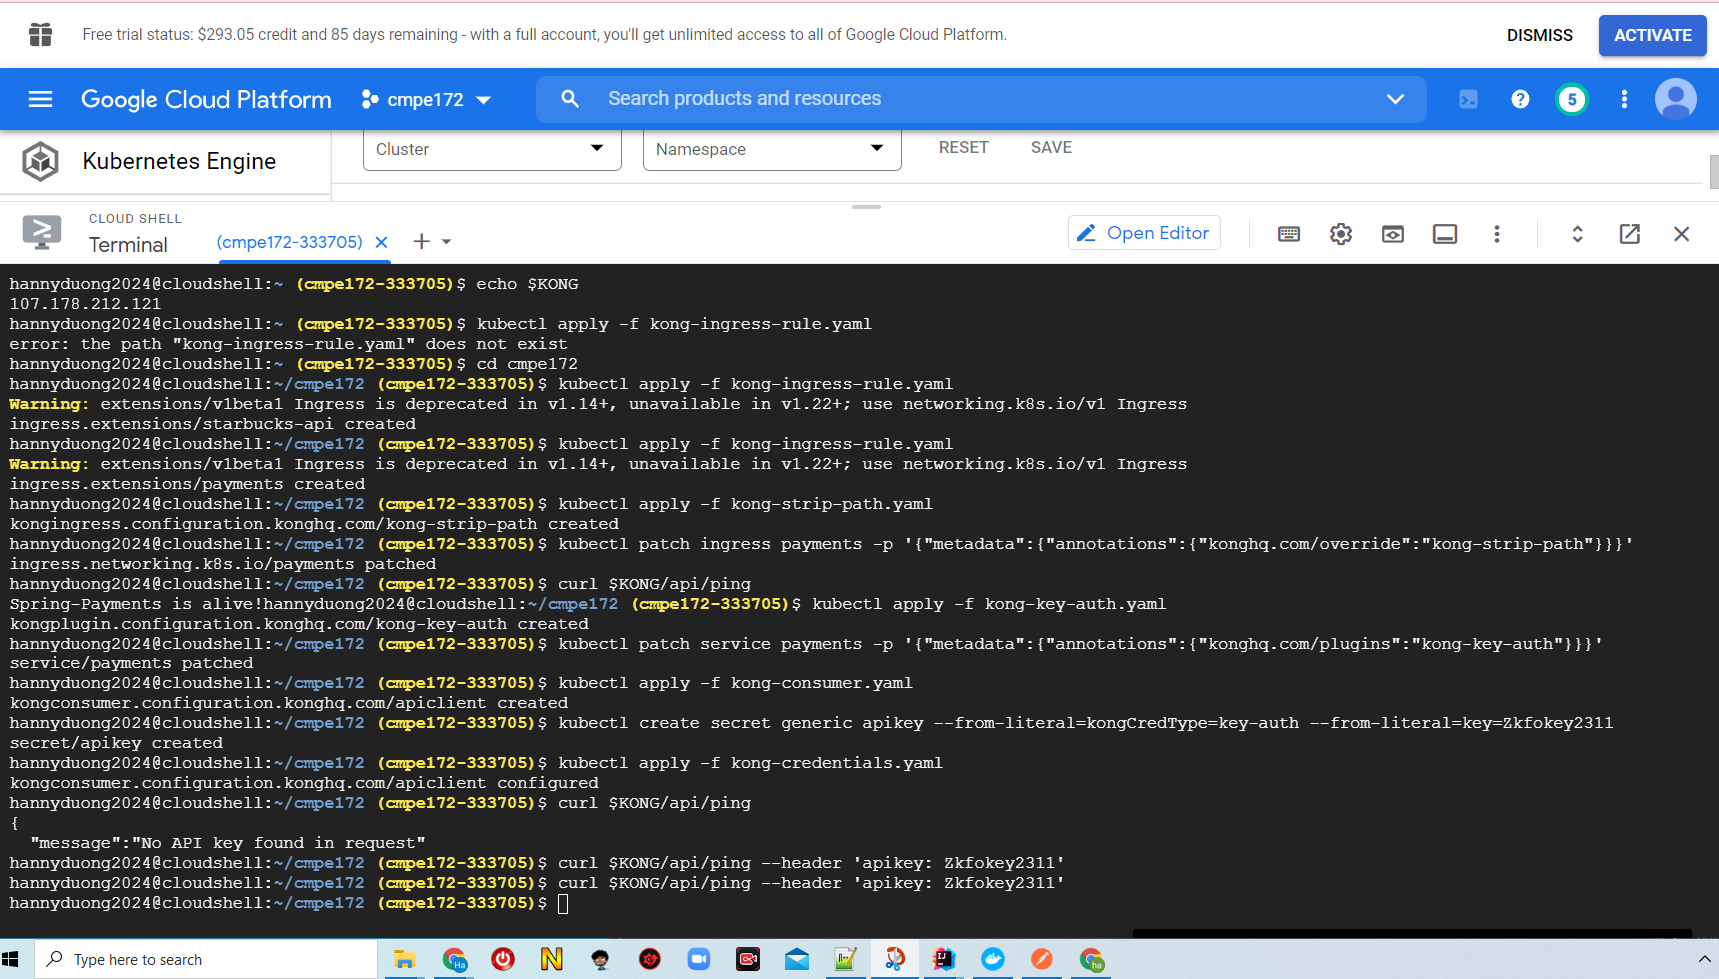 Free trial status: $293.05 credit and 85 days remaining - with a full account, you'll get unlimited access to all of Google Cloud Platform.
DISMISS
ACTIVATE
Google Cloud Platform
cmpe172
Search products and resources
5
Kubernetes Engine
Cluster
Namespace
RESET
SAVE
CLOUD SHELL
Terminal
(cmpe172-333705)
Open Editor
hannyduong2024@cloudshell:~ (cmpe172-333705)$ echo $KONG
107.178.212.121
hannyduong2024@cloudshell:~ (cmpe172-333705)$ kubectl apply -f kong-ingress-rule.yaml
error: the path "kong-ingress-rule.yaml" does not exist
hannyduong2024@cloudshell:~ (cmpe172-333705)$ cd cmpe172
hannyduong2024@cloudshell:~/cmpe172 (cmpe172-333705)$ kubectl apply -f kong-ingress-rule.yaml
Warning: extensions/v1beta1 Ingress is deprecated in v1.14+, unavailable in v1.22+; use networking.k8s.io/v1 Ingress
ingress.extensions/starbucks-api created
hannyduong2024@cloudshell:~/cmpe172 (cmpe172-333705)$ kubectl apply -f kong-ingress-rule.yaml
Warning: extensions/v1beta1 Ingress is deprecated in v1.14+, unavailable in v1.22+; use networking.k8s.io/v1 Ingress
ingress.extensions/payments created
hannyduong2024@cloudshell:~/cmpe172 (cmpe172-333705)$ kubectl apply -f kong-strip-path.yaml
kongingress.configuration.konghq.com/kong-strip-path created
hannyduong2024@cloudshell:~/cmpe172 (cmpe172-333705)$ kubectl patch ingress payments -p '{"metadata":{"annotations":{"konghq.com/override":"kong-strip-path"}}}'
ingress.networking.k8s.io/payments patched
hannyduong2024@cloudshell:~/cmpe172 (cmpe172-333705)$ curl $KONG/api/ping
Spring-Payments is alive!hannyduong2024@cloudshell:~/cmpe172 (cmpe172-333705)$ kubectl apply -f kong-key-auth.yaml
kongplugin.configuration.konghq.com/kong-key-auth created
hannyduong2024@cloudshell:~/cmpe172 (cmpe172-333705)$ kubectl patch service payments -p '{"metadata":{"annotations":{"konghq.com/plugins":"kong-key-auth"}}}'
service/payments patched
hannyduong2024@cloudshell:~/cmpe172 (cmpe172-333705)$ kubectl apply -f kong-consumer.yaml
kongconsumer.configuration.konghq.com/apiclient created
hannyduong2024@cloudshell:~/cmpe172 (cmpe172-333705)$ kubectl create secret generic apikey --from-literal=kongCredType=key-auth --from-literal=key=Zkfokey2311
secret/apikey created
hannyduong2024@cloudshell:~/cmpe172 (cmpe172-333705)$ kubectl apply -f kong-credentials.yaml
kongconsumer.configuration.konghq.com/apiclient configured
hannyduong2024@cloudshell:~/cmpe172 (cmpe172-333705)$ curl $KONG/api/ping
{
"message":"No API key found in request"
hannyduong2024@cloudshell:~/cmpe172 (cmpe172-333705)$ curl $KONG/api/ping --header 'apikey: Zkfokey2311'
hannyduong2024@cloudshell:~/cmpe172 (cmpe172-333705)$ curl $KONG/api/ping --header 'apikey: Zkfokey2311'
hannyduong2024@cloudshell:~/cmpe172 (cmpe172-333705)$
Type here to search